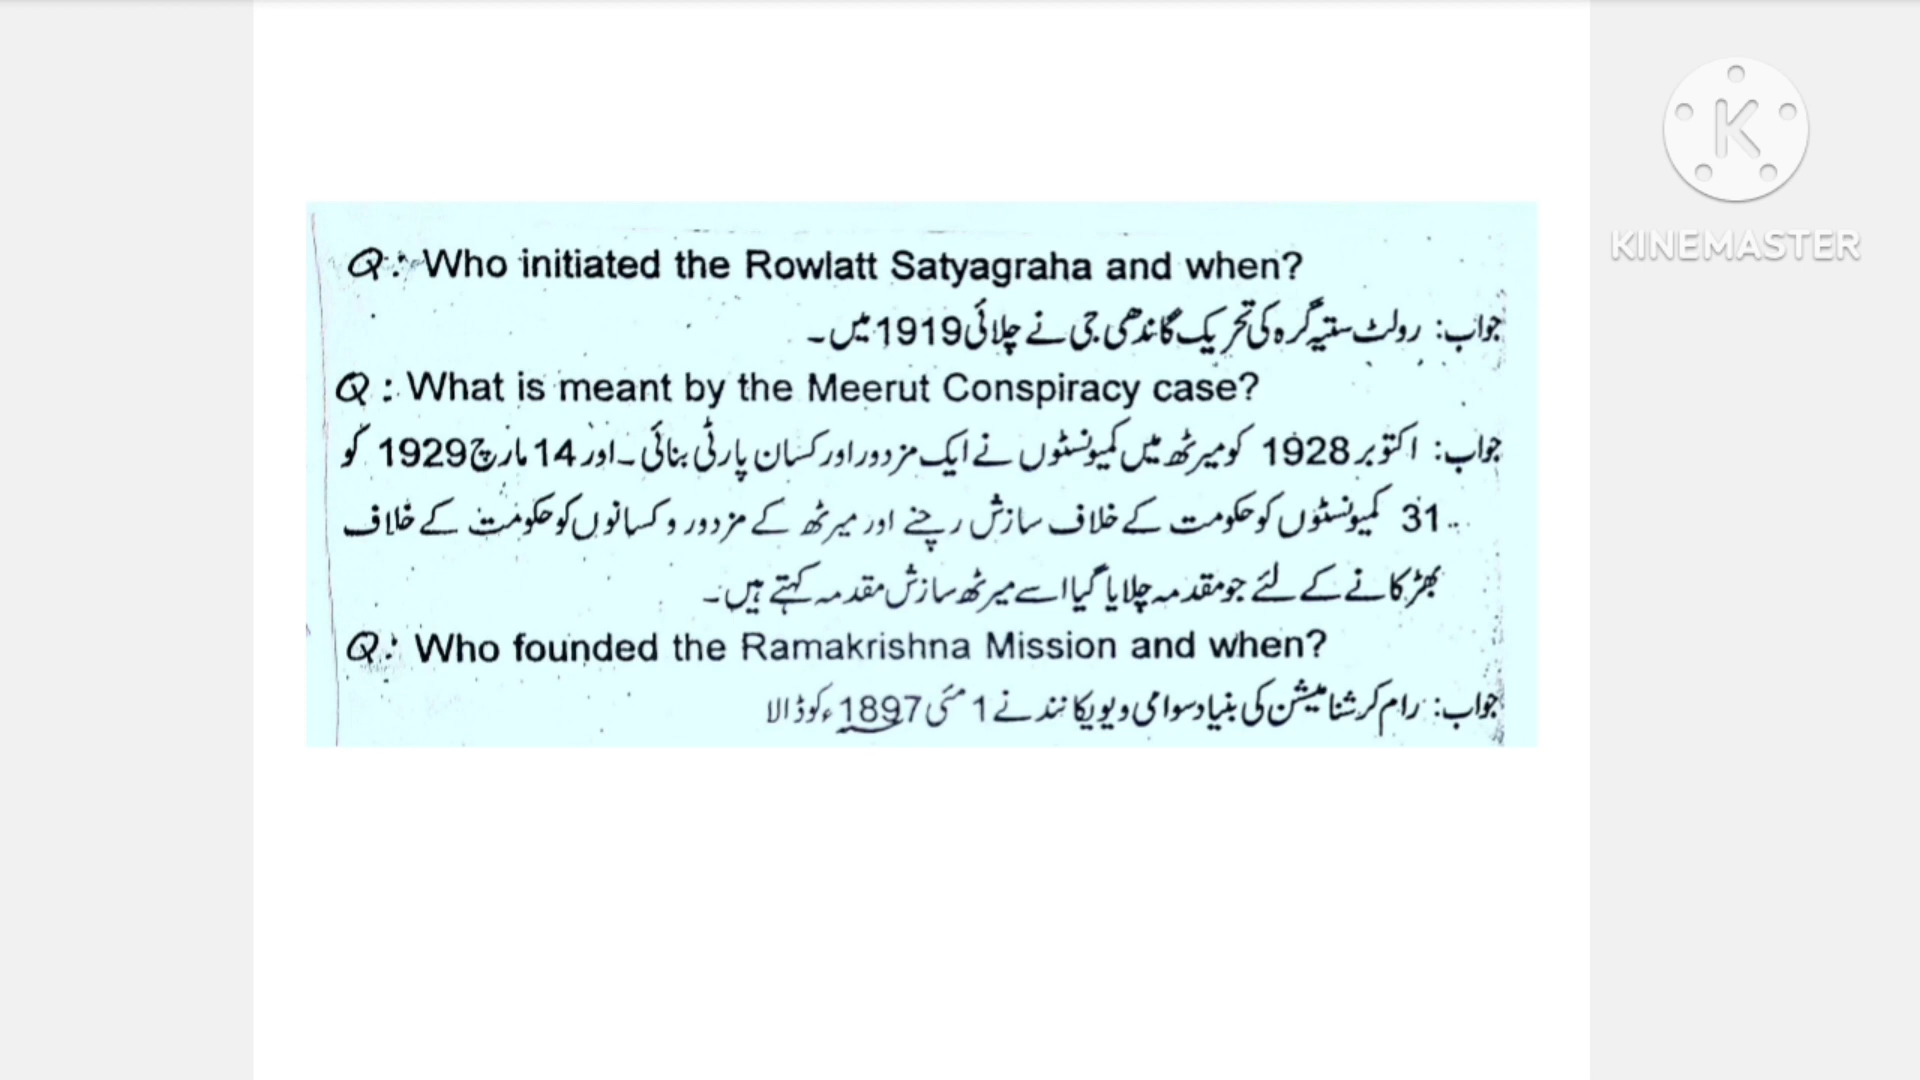 Q: Who initiated the Rowlatt Satyagraha and when?
جواب: رولٹ ستیہ گرہ کی تحریک گاندھی جی نے چلائی 1919 میں۔
Q: What is meant by the Meerut Conspiracy case?
جواب: اکتوبر 1928 کو میرٹھ میں کمیونسٹوں نے ایک مزدور اور کسان پارٹی بنائی۔ اور 14 مارچ 1929 کو
31 کمیونسٹوں کو حکومت کے خلاف سازش رچنے اور میرٹھ کے مزدور و کسانوں کو حکومت کے خلاف
بھڑکانے کے لئے جو مقدمہ چلایا گیا اسے میرٹھ سازش مقدمہ کہتے ہیں۔
Q: Who founded the Ramakrishna Mission and when?
جواب: رام کرشنا میشن کی بنیاد سوامی ویویکا نند نے 1 مئی 1897ء کو ڈالا
K
KINEMASTER